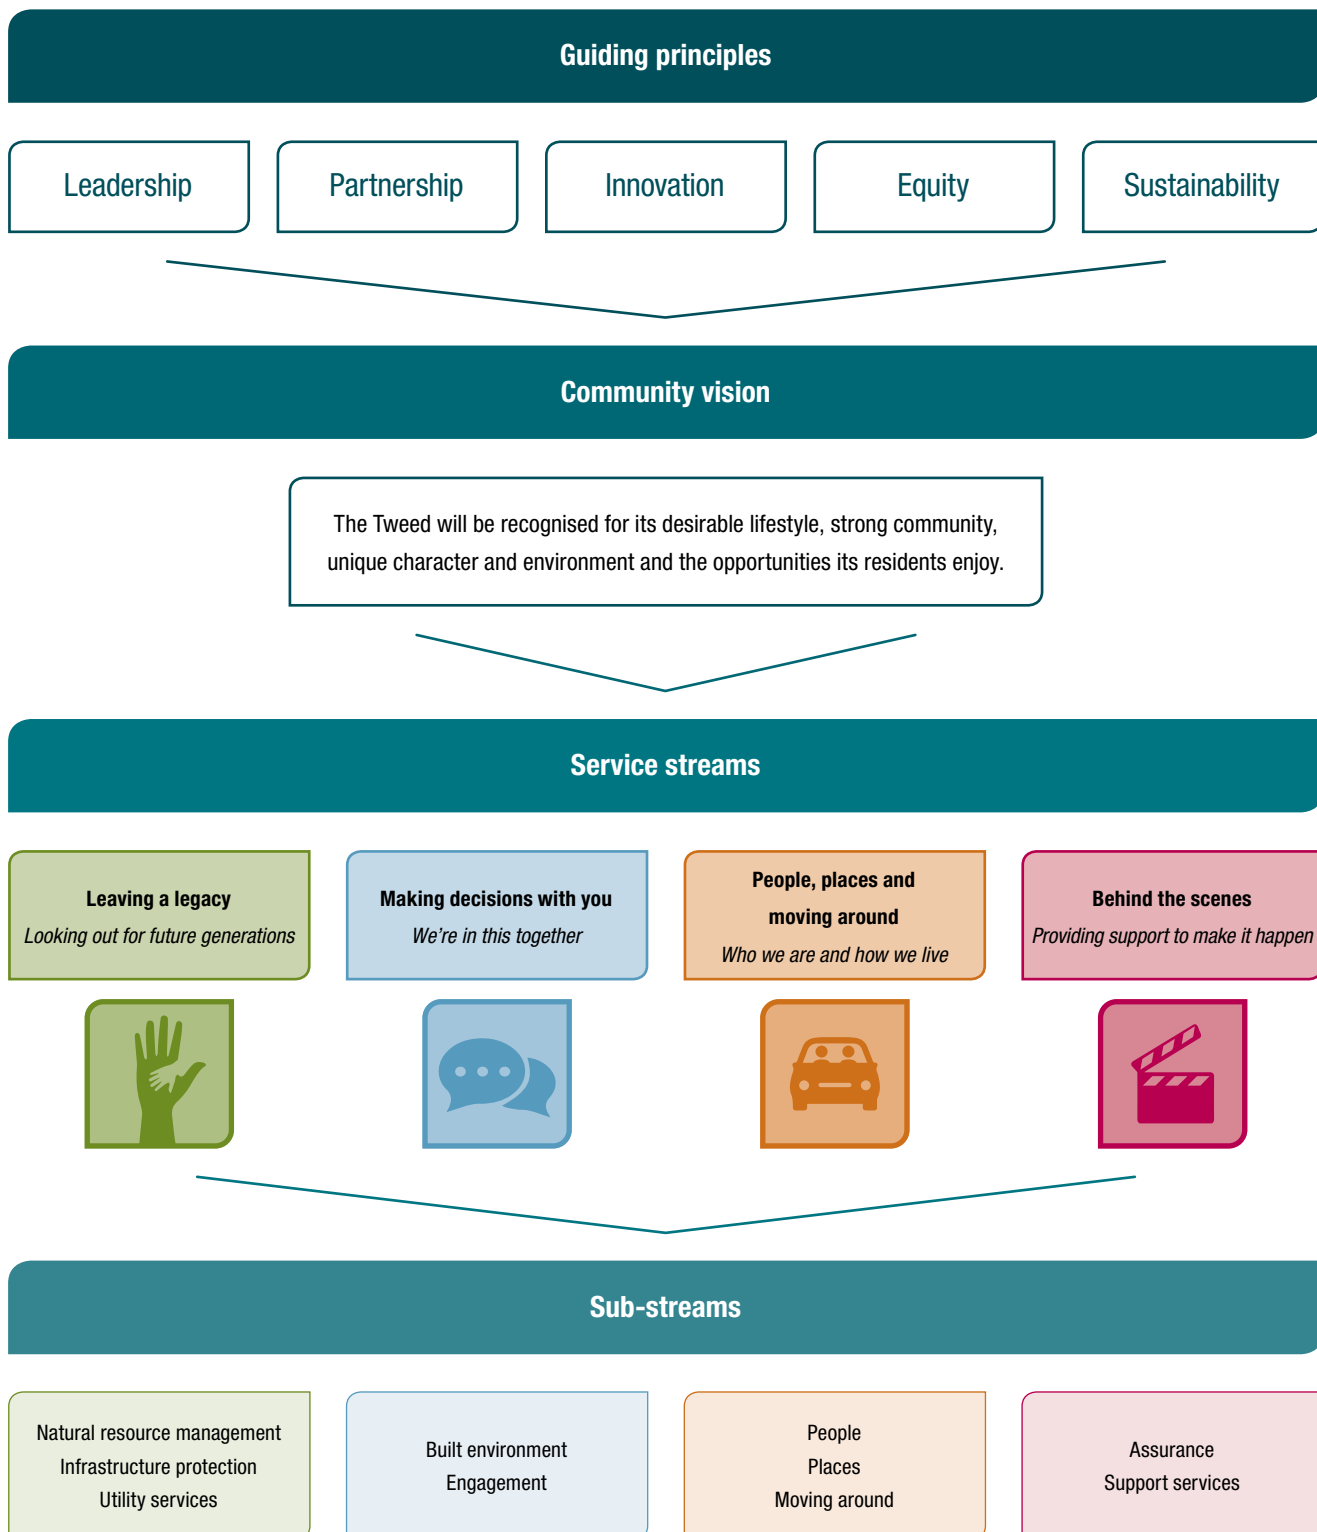 Guiding principles
Leadership
Partnership
Innovation
Equity
Sustainability
Community vision
The Tweed will be recognised for its desirable lifestyle, strong community,
unique character and environment and the opportunities its residents enjoy.
Service streams
Leaving a legacy
Looking out for future generations
Making decisions with you
We're in this together
People, places and
moving around
Who we are and how we live
Behind the scenes
Providing support to make it happen
Sub-streams
Natural resource management
Infrastructure protection
Utility services
Built environment
Engagement
People
Places
Moving around
Assurance
Support services